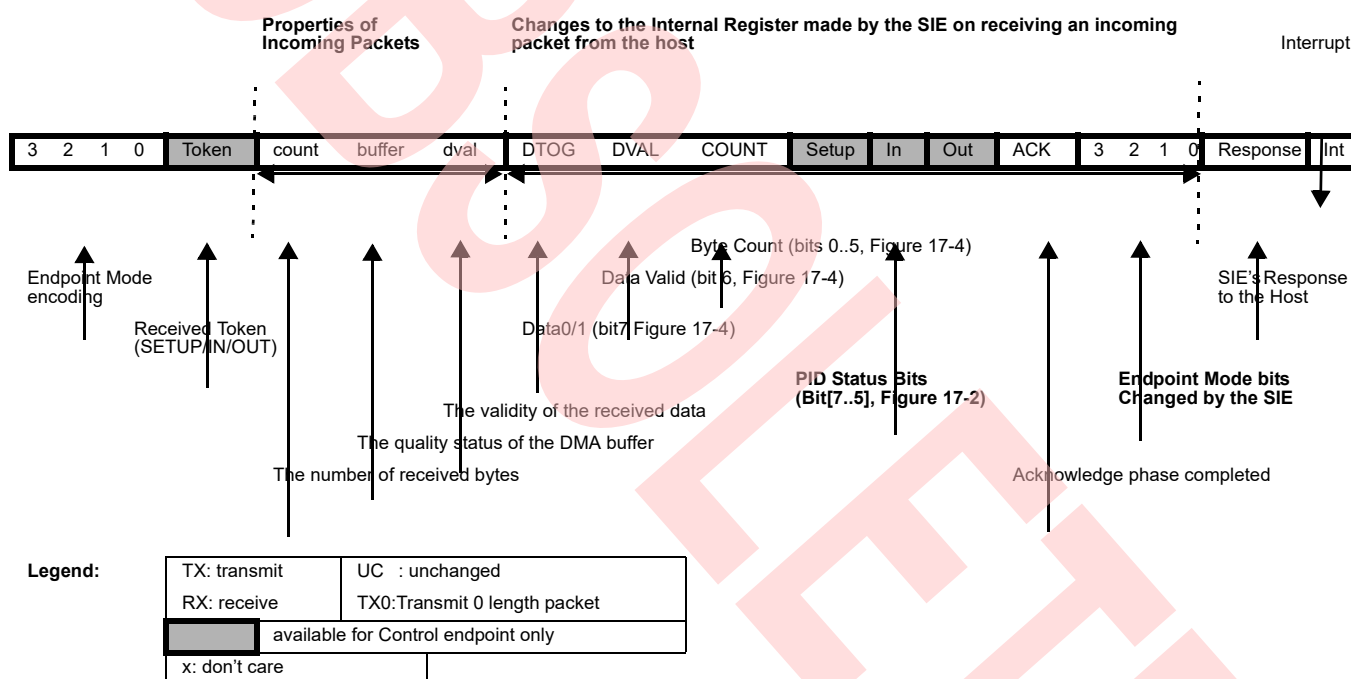 Properties of
Incoming Packets
Changes to the Internal Register made by the SIE on receiving an incoming
packet from the host
Interrupt
3 2 1 0 Token count buffer dval DTOG DVAL COUNT Setup In Out ACK 3 2 1 0 Response Int
Byte Count (bits 0..5, Figure 17-4)
Endpoint Mode
encoding
Data Valid (bit 6, Figure 17-4)
SIE's Response
to the Host
Received Token
(SETUP/IN/OUT)
Data0/1 (bit7 Figure 17-4)
PID Status Bits
(Bit[7..5], Figure 17-2)
Endpoint Mode bits
Changed by the SIE
The validity of the received data
The quality status of the DMA buffer
The number of received bytes
Acknowledge phase completed
Legend:
TX: transmit
UC : unchanged
RX: receive
TX0:Transmit 0 length packet
available for Control endpoint only
x: don't care